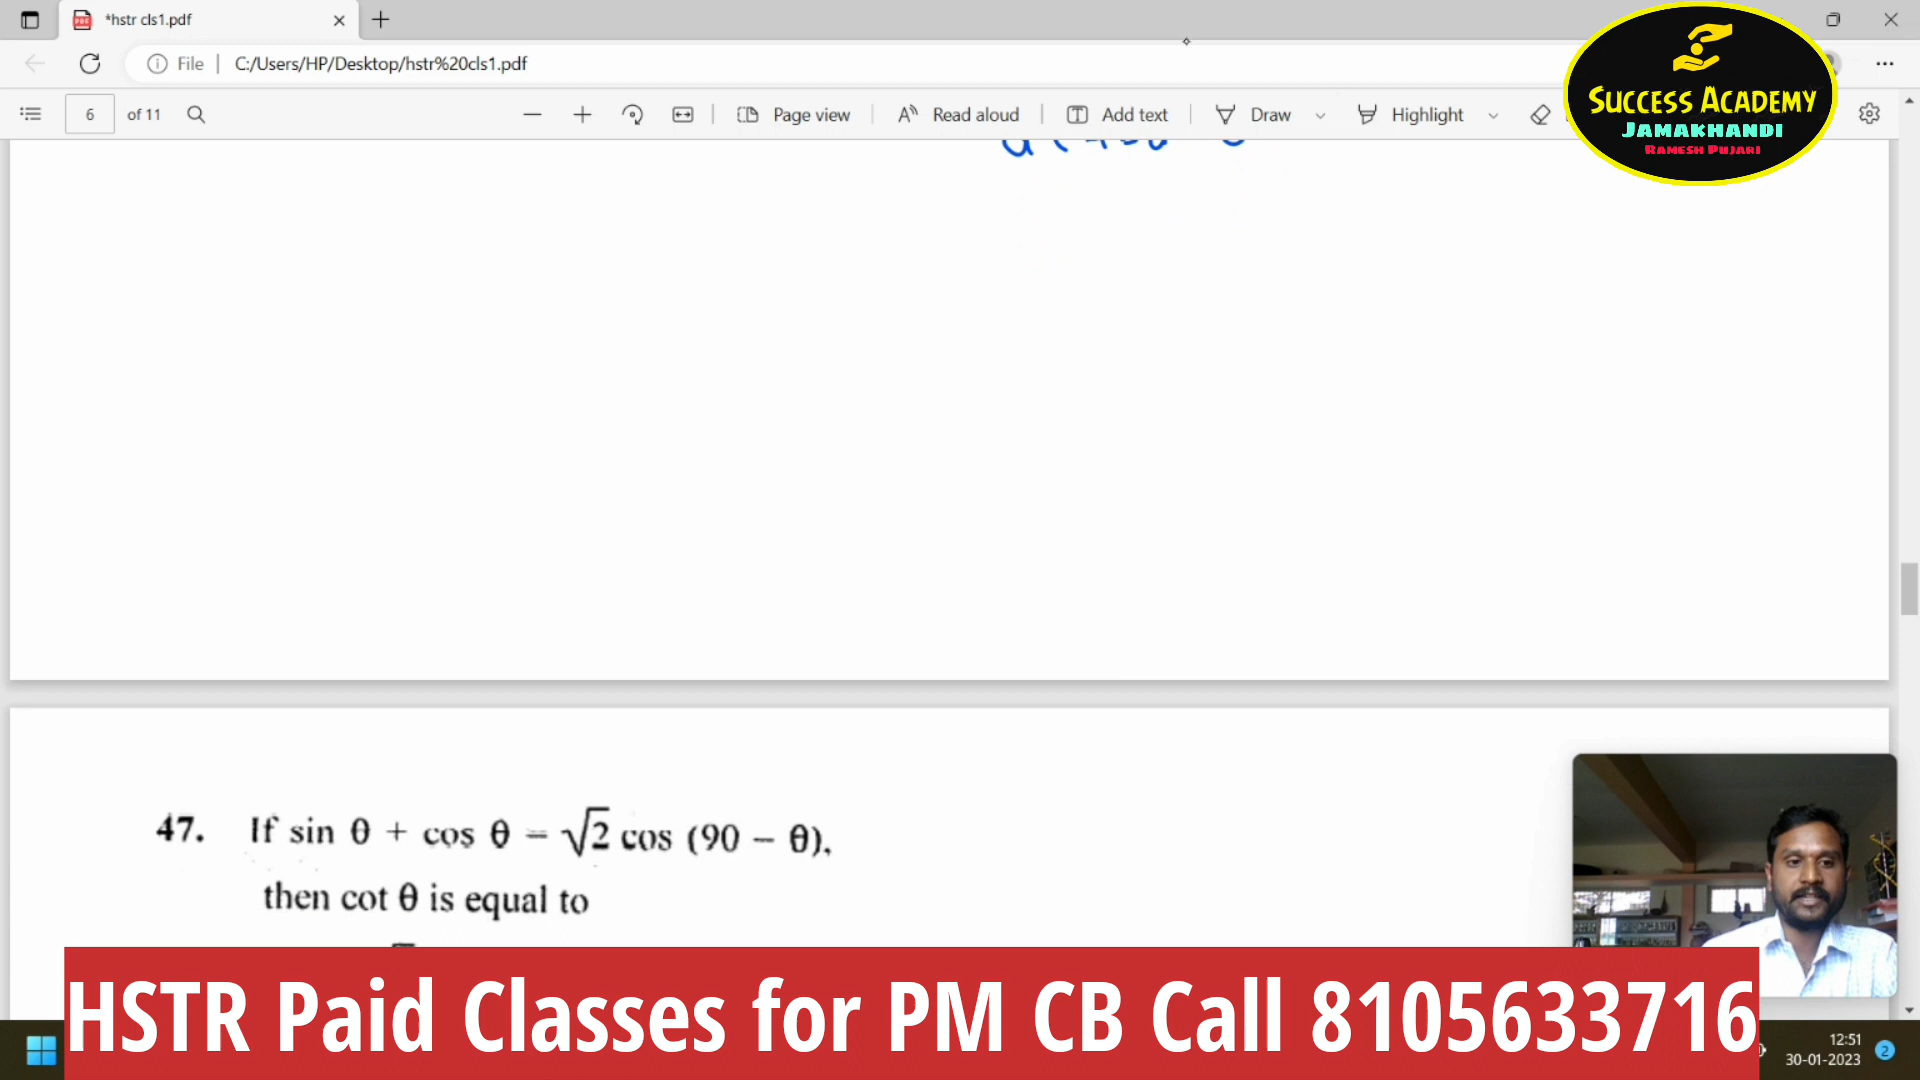 *hstr cls1.pdf
File
C:/Users/HP/Desktop/hstr%20cls1.pdf
6 of 11
Page view
Read aloud
Add text
Draw
Highlight
SUCCESS ACADEMY
JAMAKHANDI
RAMESH PUJARI
47. If sin θ + cos θ = √2 cos (90 – θ),
then cot θ is equal to
HSTR Paid Classes for PM CB Call 8105633716
12:51
30-01-2023
2